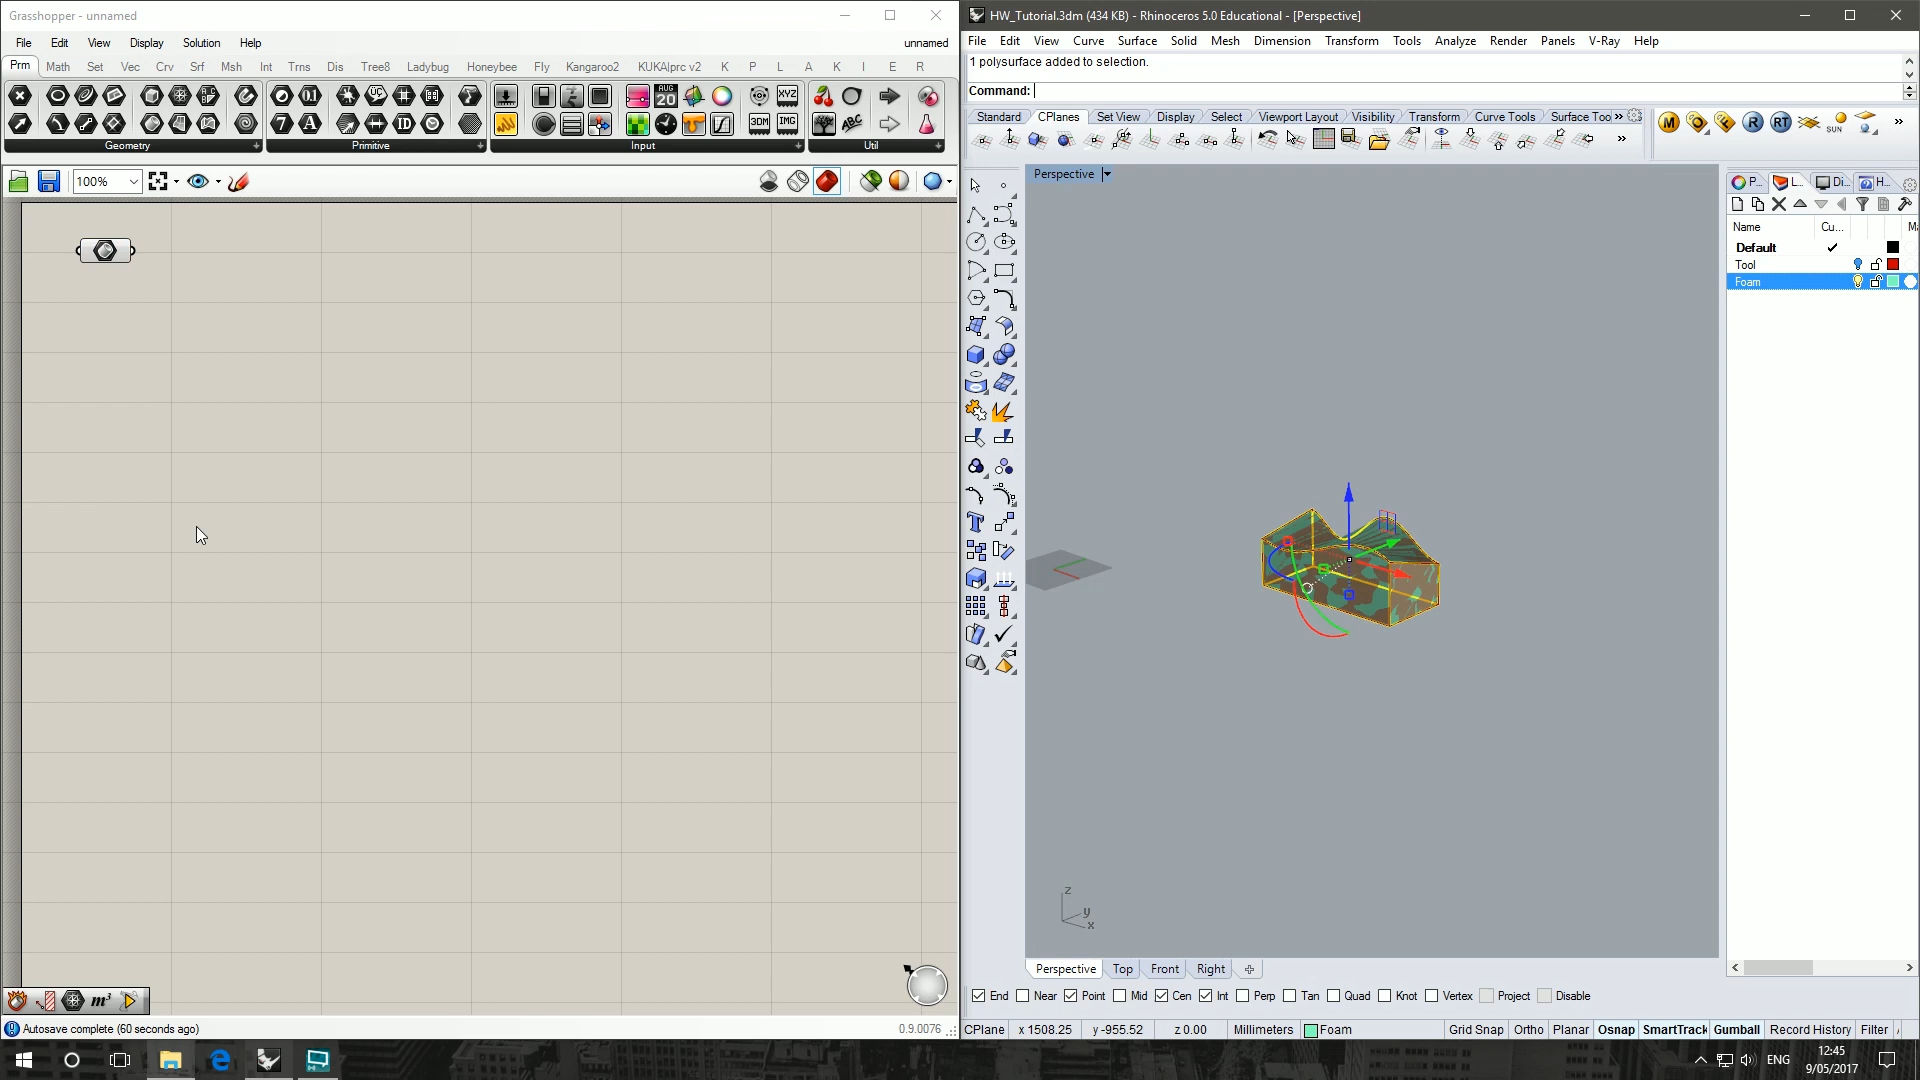 Grasshopper - unnamed
File Edit View Display Solution Help unnamed
Prm Math Set Vec Crv Srf Msh Int Trns Dis Tree8 Ladybug Honeybee Fly Kangaroo2 KUKA|prc v2 K P L A K I E R
Geometry Primitive Input Util
100%
Autosave complete (60 seconds ago) 0.9.0076
m³
HW_Tutorial.3dm (434 KB) - Rhinoceros 5.0 Educational - [Perspective]
File Edit View Curve Surface Solid Mesh Dimension Transform Tools Analyze Render Panels V-Ray Help
1 polysurface added to selection.
Command:
Standard CPlanes Set View Display Select Viewport Layout Visibility Transform Curve Tools Surface Too
Perspective
P... L... Di... H...
Name Cu... M
Default
Tool
Foam
z
y
x
Perspective Top Front Right
End Near Point Mid Cen Int Perp Tan Quad Knot Vertex Project Disable
CPlane x 1508.25 y -955.52 z 0.00 Millimeters Foam Grid Snap Ortho Planar Osnap SmartTrack Gumball Record History Filter
ENG
12:45
9/05/2017